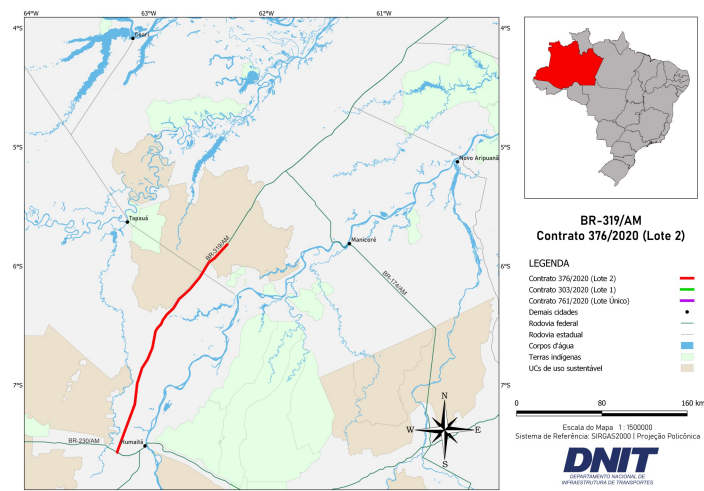 64°W
63°W
62°W
61°W
4°S
4°S
Coari
5°S
5°S
Novo Aripuanã
Tapauá
Manicoré
BR-319/AM
6°S
6°S
BR-174/AM
7°S
7°S
BR-230/AM
Humaitá
N
W
E
S
BR-319/AM
Contrato 376/2020 (Lote 2)
LEGENDA
Contrato 376/2020 (Lote 2)
Contrato 303/2020 (Lote 1)
Contrato 761/2020 (Lote Único)
Demais cidades
Rodovia federal
Rodovia estadual
Corpos d'água
Terras indígenas
UCs de uso sustentável
0
80
160 km
Escala do Mapa 1: 1500000
Sistema de Referência: SIRGAS2000 | Projeção Policônica
DNIT
DEPARTAMENTO NACIONAL DE
INFRAESTRUTURA DE TRANSPORTES